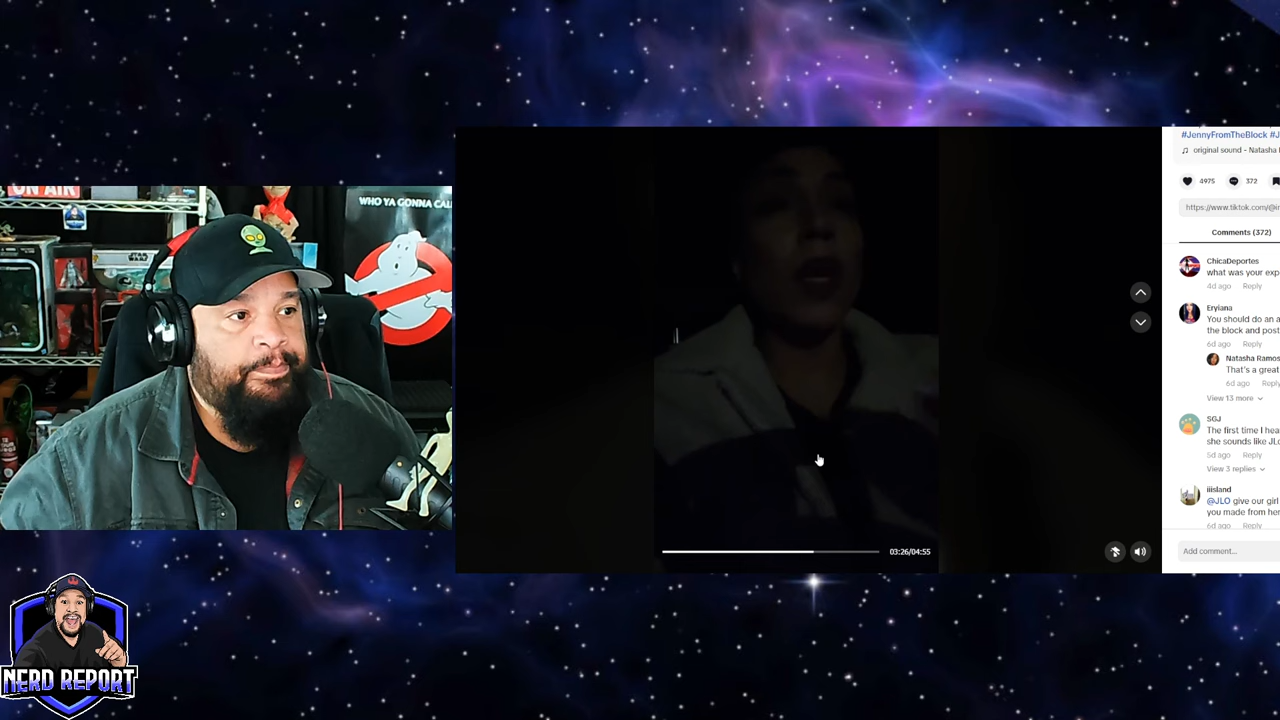 ON AIR
WHO YA GONNA CAL
#JennyFromTheBlock #J
original sound - Natasha
4975
372
https://www.tiktok.com/@in
Comments (372)
ChicaDeportes
what was your exp
4d ago Reply
Eryiana
You should do an a
the block and post
6d ago Reply
Natasha Ramos
That's a great
6d ago Reply
View 13 more
SGJ
The first time I hea
she sounds like JLo
5d ago Reply
View 3 replies
iiisland
@JLO give our girl
you made from her
6d ago Reply
Add comment...
03:26/04:55
NERD REPORT